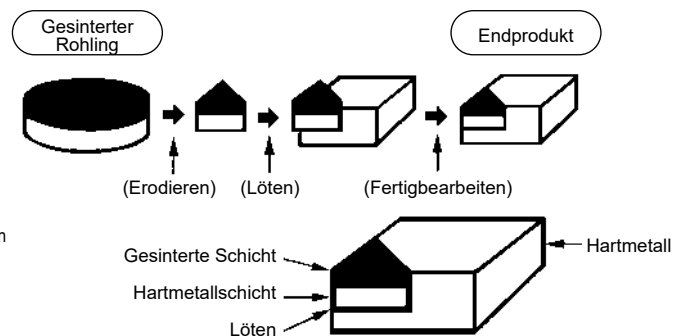 Gesinterter
Rohling
Endprodukt
(Erodieren)
(Löten)
(Fertigbearbeiten)
Gesinterte Schicht
Hartmetall
Hartmetallschicht
Löten